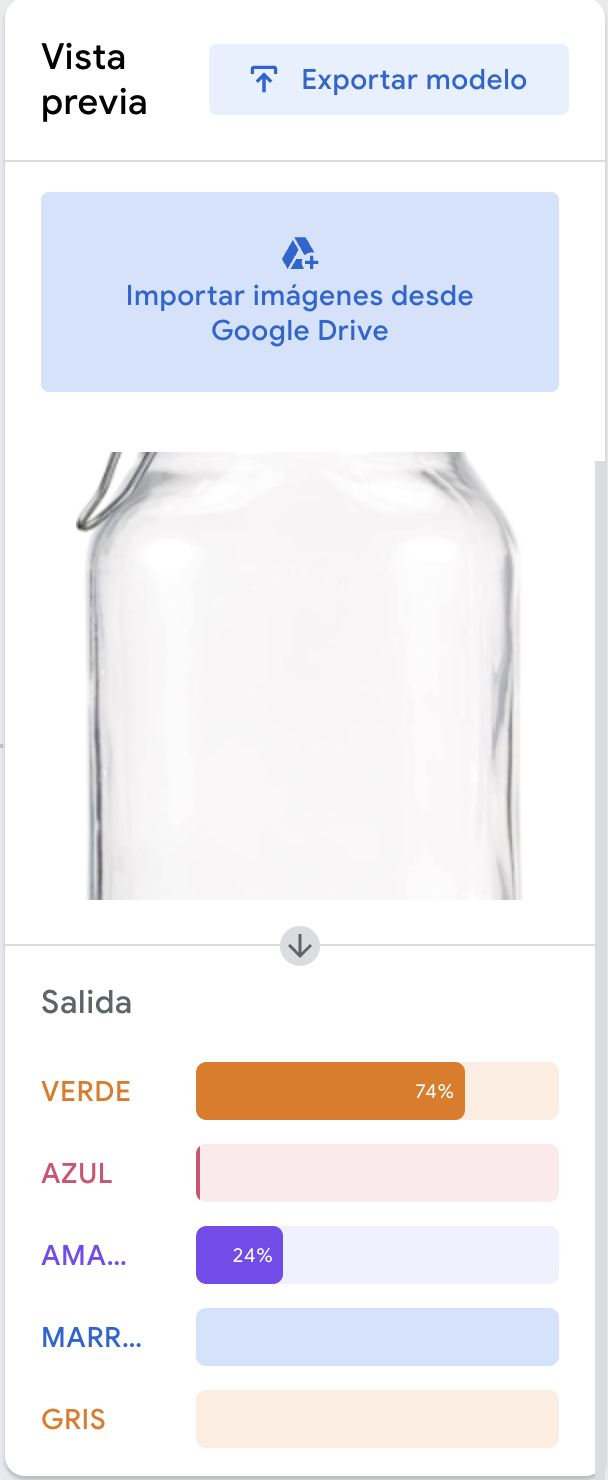 Vista
previa
Exportar modelo
Importar imágenes desde
Google Drive
Salida
VERDE
74%
AZUL
AMA...
24%
MARR...
GRIS